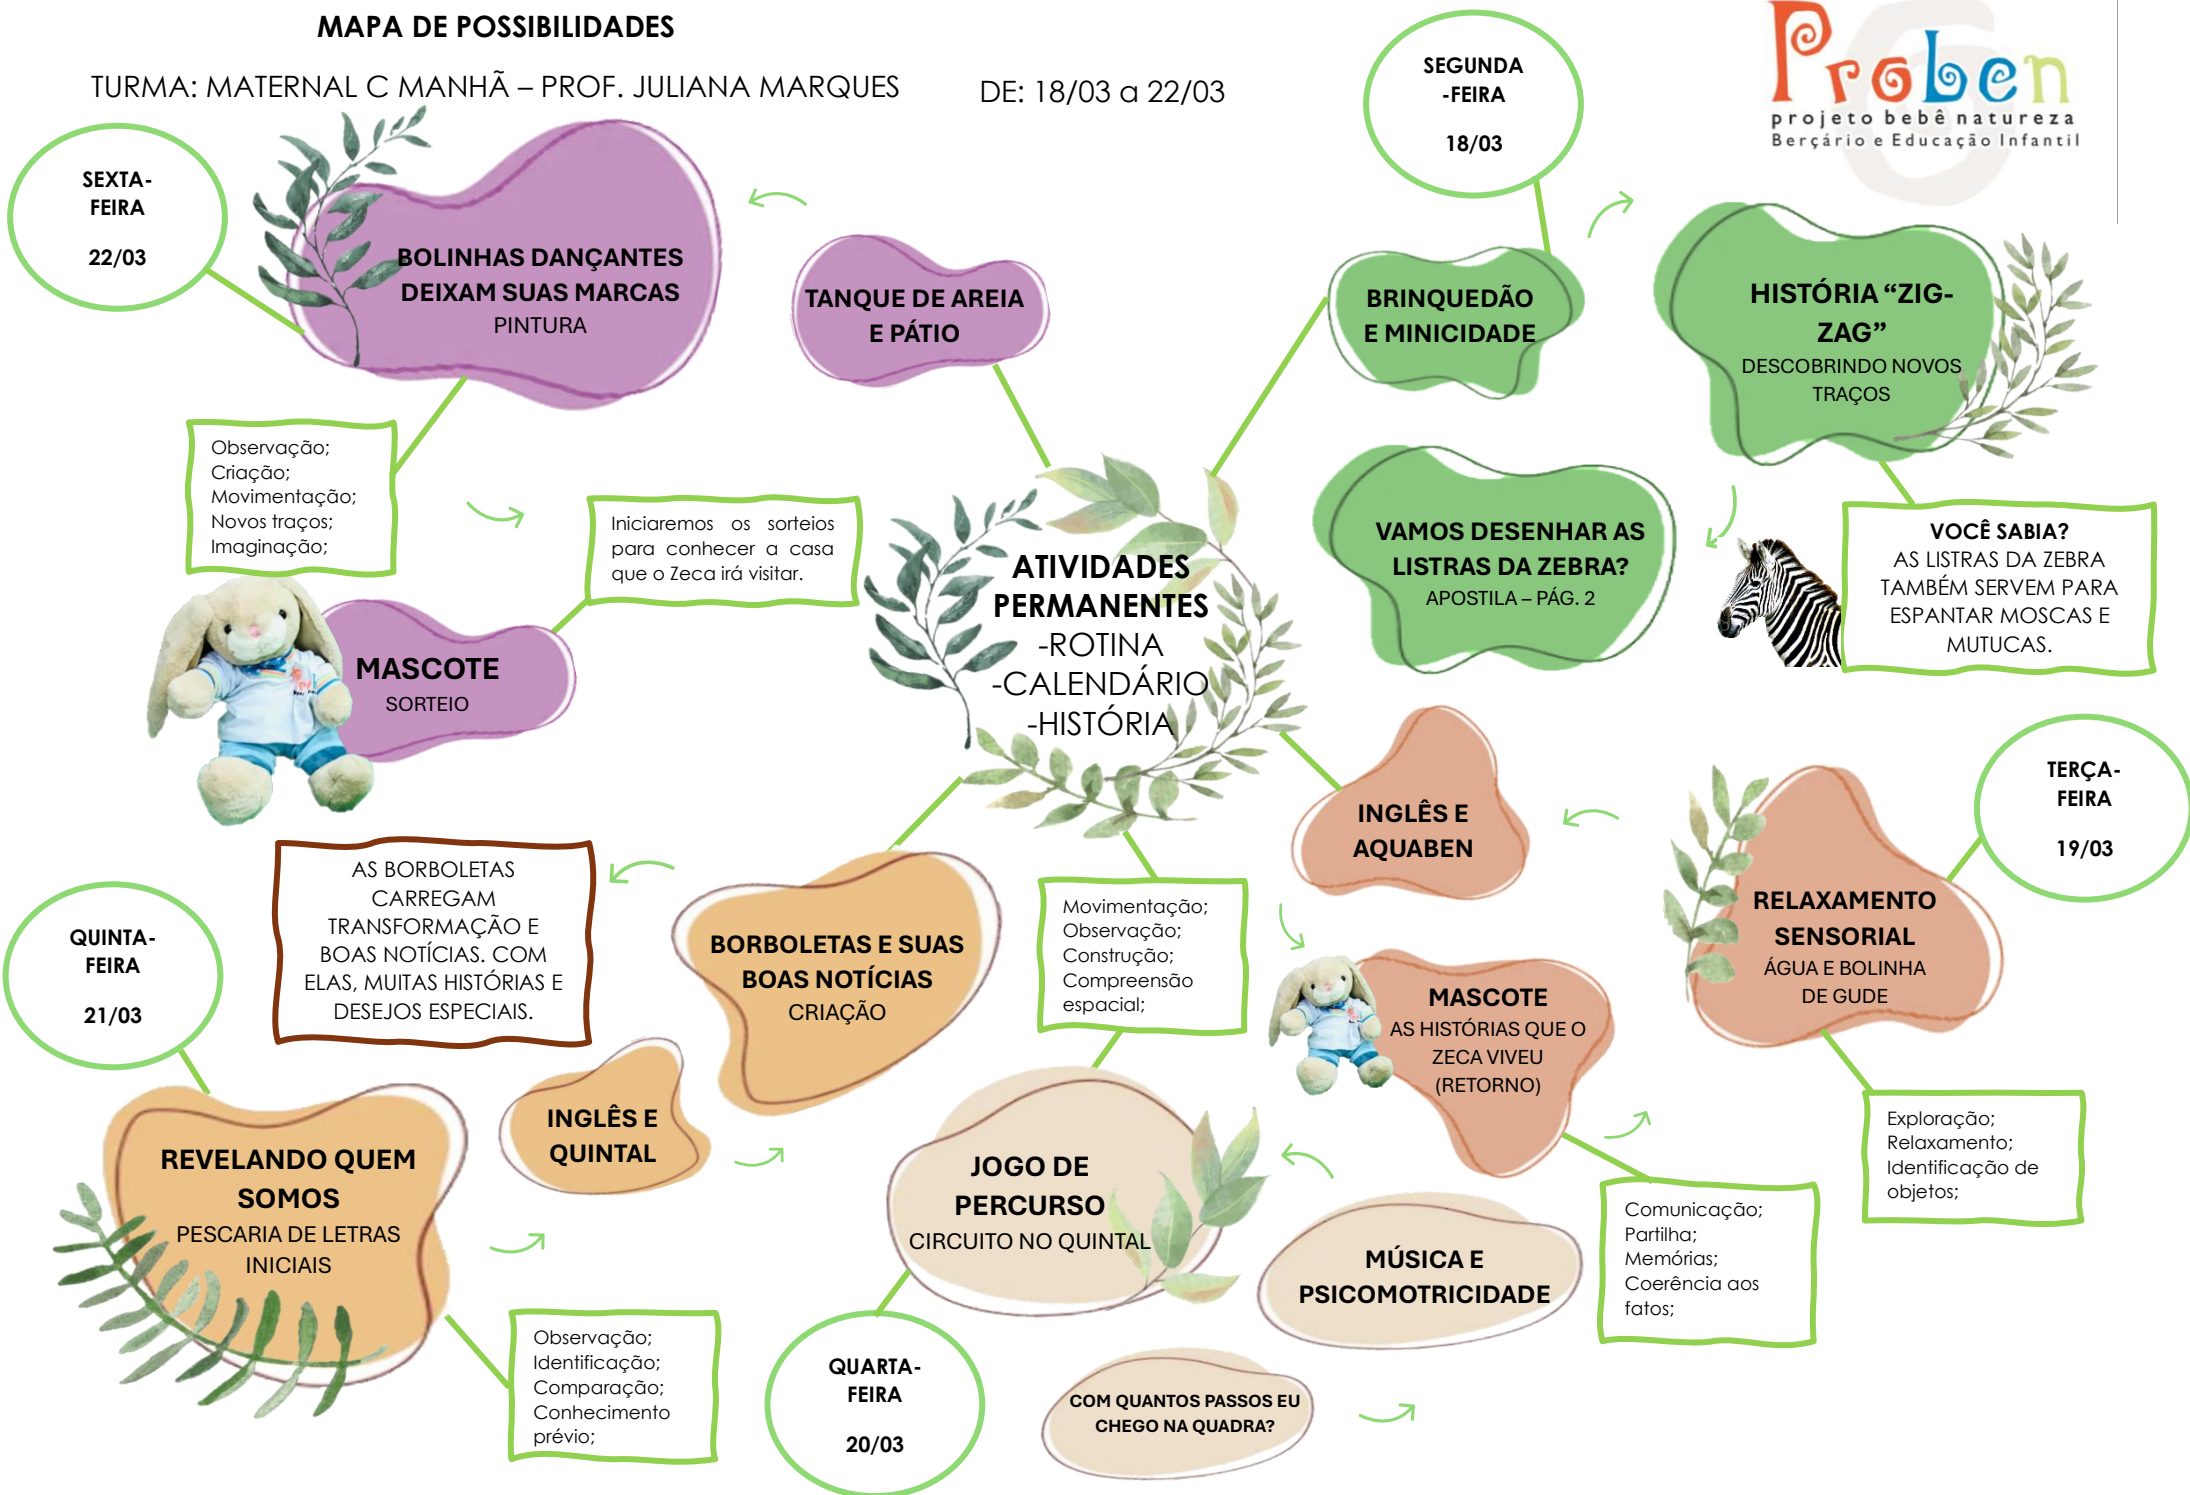 MAPA DE POSSIBILIDADES
TURMA: MATERNAL C MANHÃ – PROF. JULIANA MARQUES
DE: 18/03 a 22/03
Proben
projeto bebê natureza
Berçário e Educação Infantil
SEGUNDA
-FEIRA
18/03
BRINQUEDÃO
E MINICIDADE
HISTÓRIA “ZIG-
ZAG”
DESCOBRINDO NOVOS
TRAÇOS
VOCÊ SABIA?
AS LISTRAS DA ZEBRA
TAMBÉM SERVEM PARA
ESPANTAR MOSCAS E
MUTUCAS.
VAMOS DESENHAR AS
LISTRAS DA ZEBRA?
APOSTILA – PÁG. 2
SEXTA-
FEIRA
22/03
BOLINHAS DANÇANTES
DEIXAM SUAS MARCAS
PINTURA
TANQUE DE AREIA
E PÁTIO
Observação;
Criação;
Movimentação;
Novos traços;
Imaginação;
Iniciaremos os sorteios
para conhecer a casa
que o Zeca irá visitar.
MASCOTE
SORTEIO
ATIVIDADES
PERMANENTES
-ROTINA
-CALENDÁRIO
-HISTÓRIA
TERÇA-
FEIRA
19/03
INGLÊS E
AQUABEN
RELAXAMENTO
SENSORIAL
ÁGUA E BOLINHA
DE GUDE
Exploração;
Relaxamento;
Identificação de
objetos;
MASCOTE
AS HISTÓRIAS QUE O
ZECA VIVEU
(RETORNO)
Comunicação;
Partilha;
Memórias;
Coerência aos
fatos;
AS BORBOLETAS
CARREGAM
TRANSFORMAÇÃO E
BOAS NOTÍCIAS. COM
ELAS, MUITAS HISTÓRIAS E
DESEJOS ESPECIAIS.
BORBOLETAS E SUAS
BOAS NOTÍCIAS
CRIAÇÃO
QUINTA-
FEIRA
21/03
REVELANDO QUEM
SOMOS
PESCARIA DE LETRAS
INICIAIS
INGLÊS E
QUINTAL
Observação;
Identificação;
Comparação;
Conhecimento
prévio;
Movimentação;
Observação;
Construção;
Compreensão
espacial;
JOGO DE
PERCURSO
CIRCUITO NO QUINTAL
MÚSICA E
PSICOMOTRICIDADE
QUARTA-
FEIRA
20/03
COM QUANTOS PASSOS EU
CHEGO NA QUADRA?